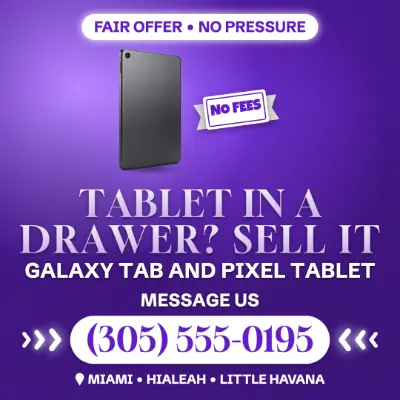 FAIR OFFER • NO PRESSURE
NO FEES
TABLET IN A
DRAWER? SELL IT
GALAXY TAB AND PIXEL TABLET
MESSAGE US
(305) 555-0195
MIAMI • HIALEAH • LITTLE HAVANA